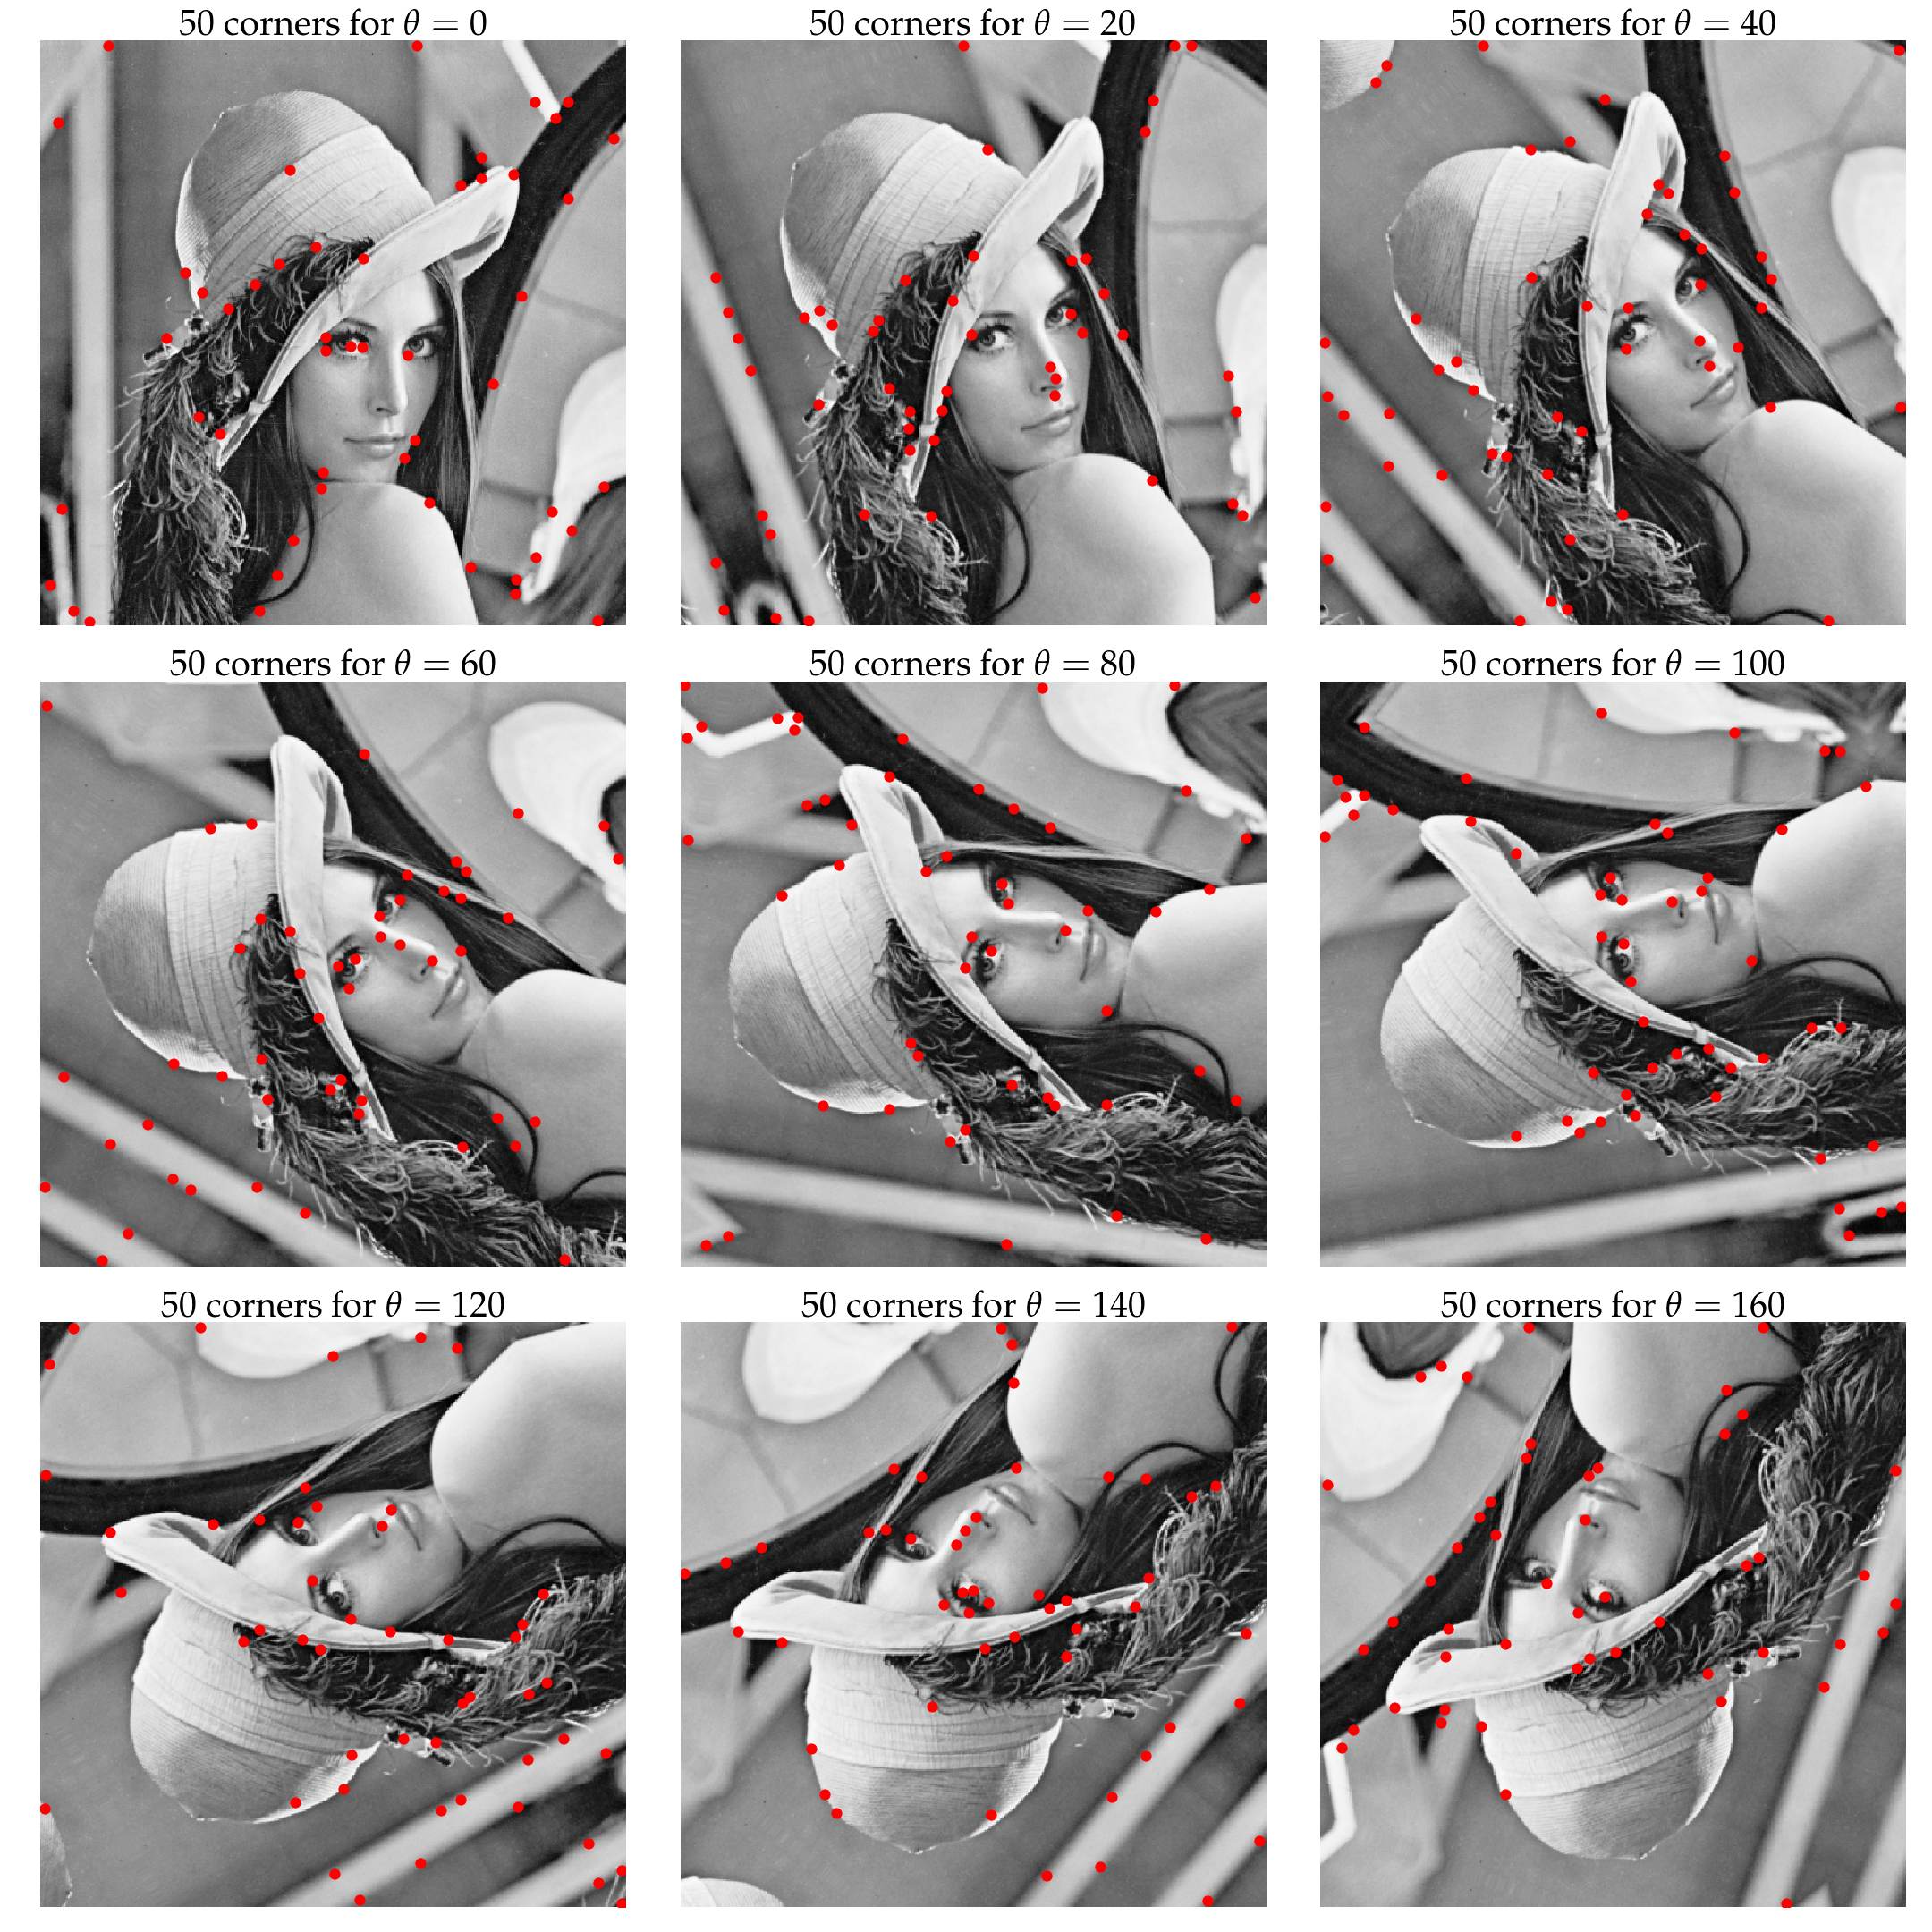 50 corners for θ = 0
50 corners for θ = 20
50 corners for θ = 40
50 corners for θ = 60
50 corners for θ = 80
50 corners for θ = 100
50 corners for θ = 120
50 corners for θ = 140
50 corners for θ = 160